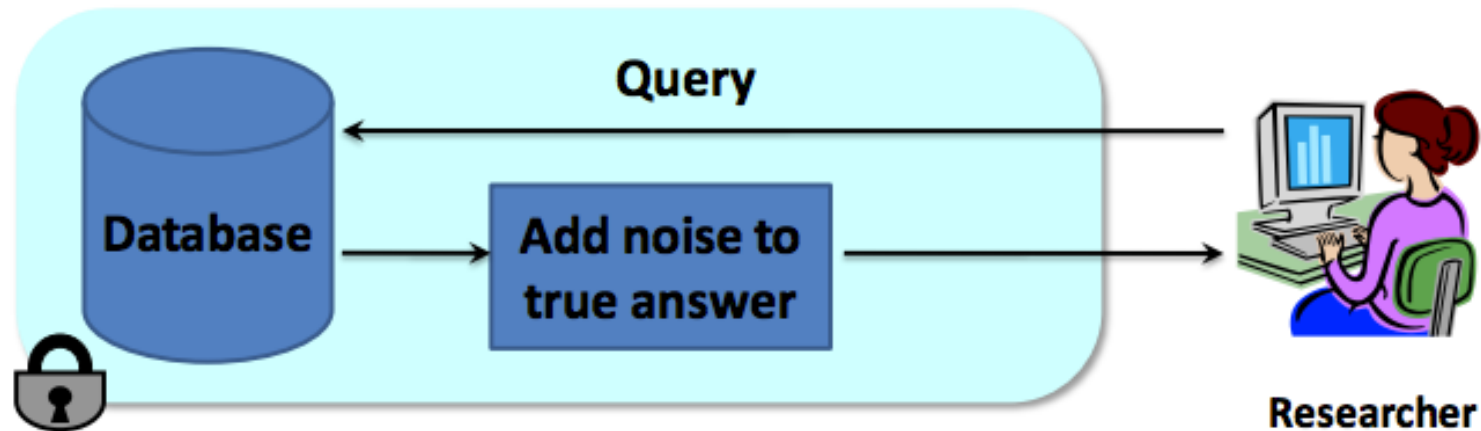 Query
Database
Add noise to
true answer
Researcher